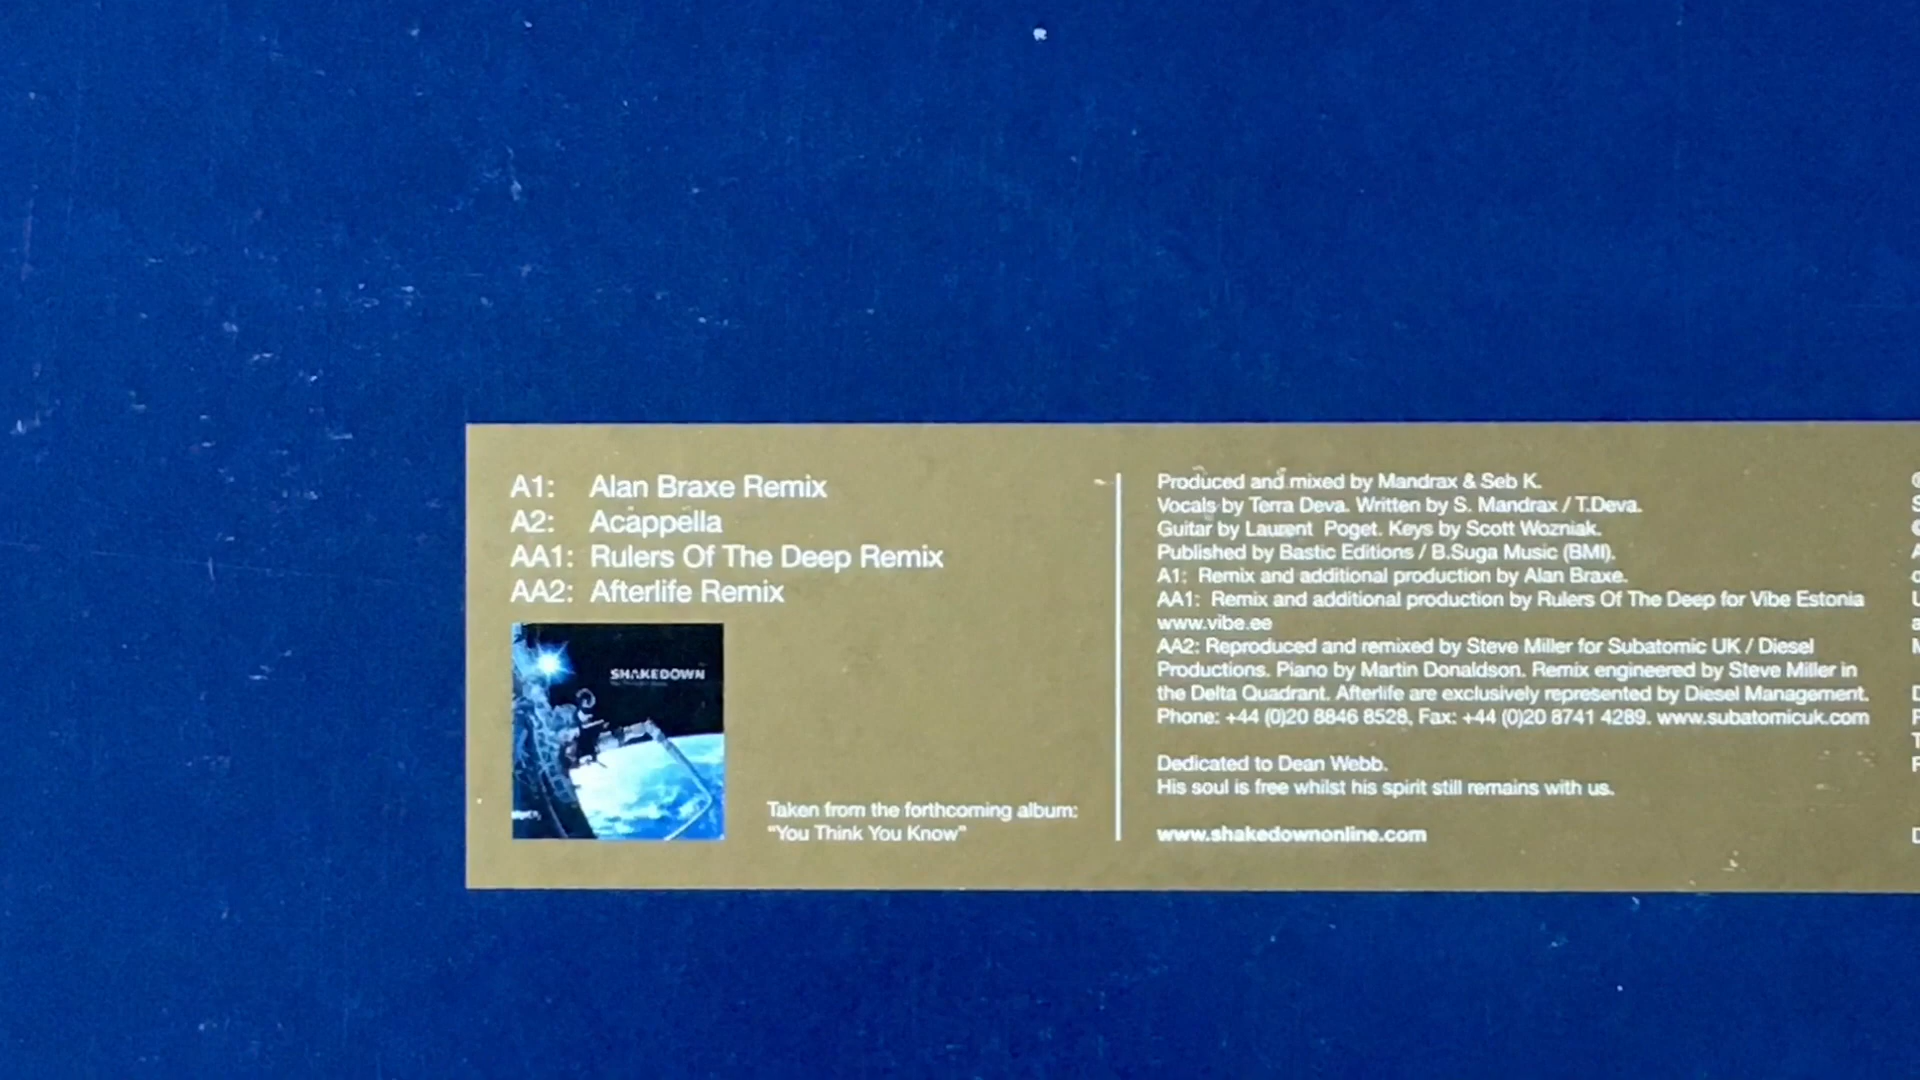 A1: Alan Braxe Remix
A2: Acappella
AA1: Rulers Of The Deep Remix
AA2: Afterlife Remix
SHAKEDOWN
Taken from the forthcoming album:
"You Think You Know"
Produced and mixed by Mandrax & Seb K.
Vocals by Terra Deva. Written by S. Mandrax / T.Deva.
Guitar by Laurent Poget. Keys by Scott Wozniak.
Published by Bastic Editions / B.Suga Music (BMI).
A1: Remix and additional production by Alan Braxe.
AA1: Remix and additional production by Rulers Of The Deep for Vibe Estonia
www.vibe.ee
AA2: Reproduced and remixed by Steve Miller for Subatomic UK / Diesel
Productions. Piano by Martin Donaldson. Remix engineered by Steve Miller in
the Delta Quadrant. Afterlife are exclusively represented by Diesel Management.
Phone: +44 (0)20 8846 8528, Fax: +44 (0)20 8741 4289. www.subatomicuk.com
Dedicated to Dean Webb.
His soul is free whilst his spirit still remains with us.
www.shakedownonline.com